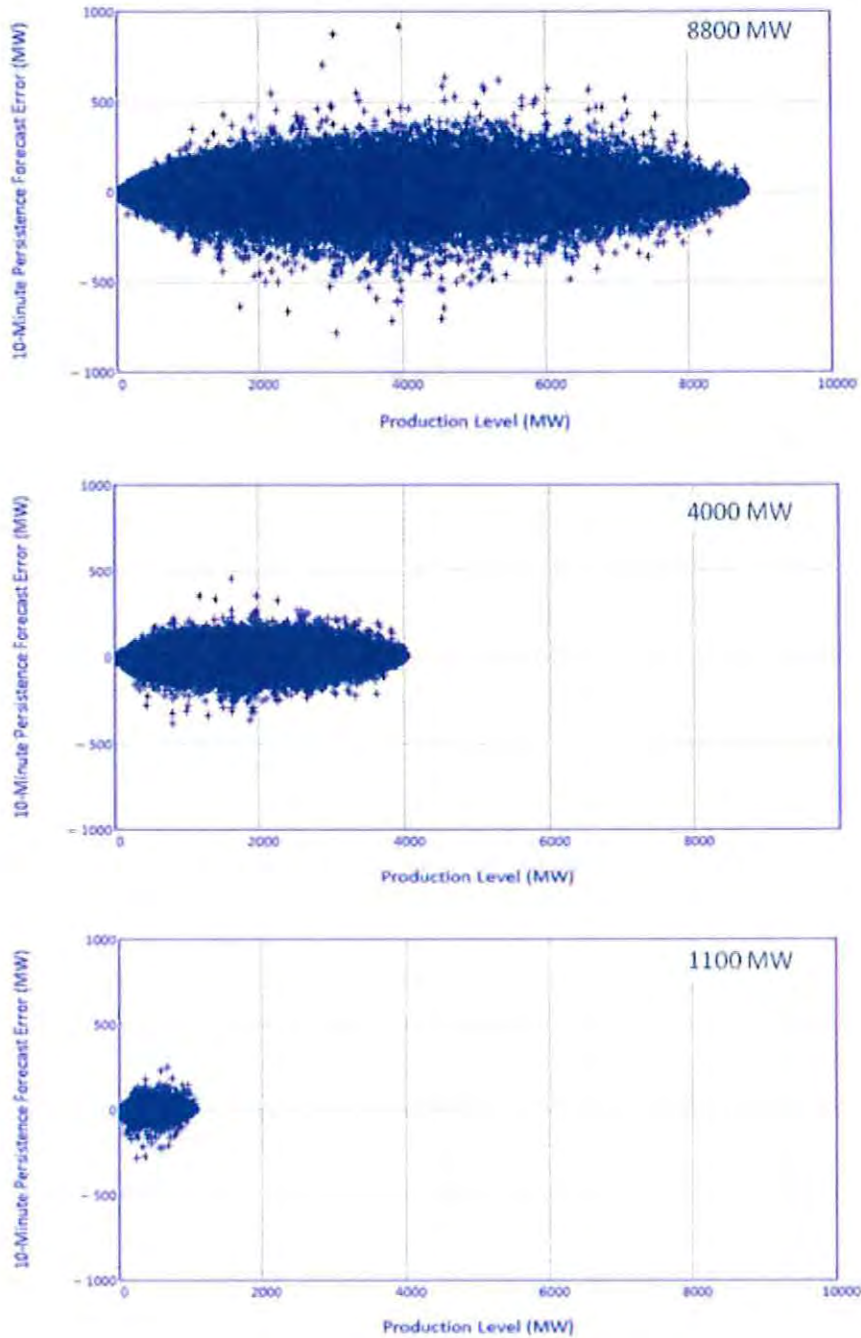 10-Minute Persistence Forecast Error (MW)
1000
500
0
− 500
− 1000
8800 MW
0 2000 4000 6000 8000 10000
Production Level (MW)
10-Minute Persistence Forecast Error (MW)
1000
500
0
− 500
− 1000
4000 MW
0 2000 4000 6000 8000
Production Level (MW)
10-Minute Persistence Forecast Error (MW)
1000
500
0
− 500
− 1000
1100 MW
0 2000 4000 6000 8000 10000
Production Level (MW)